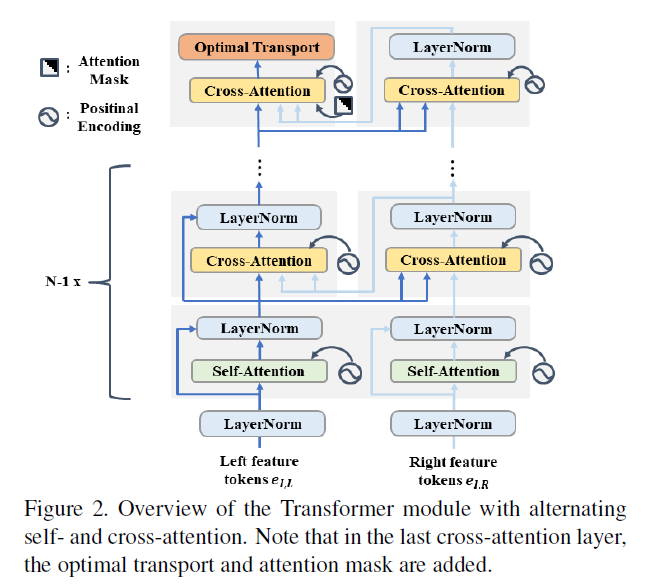 : Attention
Mask
: Positinal
Encoding
Optimal Transport
LayerNorm
Cross-Attention
Cross-Attention
...
...
N-1 x
LayerNorm
LayerNorm
Cross-Attention
Cross-Attention
LayerNorm
LayerNorm
Self-Attention
Self-Attention
LayerNorm
LayerNorm
Left feature
tokens e_{I,L}
Right feature
tokens e_{I,R}
Figure 2. Overview of the Transformer module with alternating
self- and cross-attention. Note that in the last cross-attention layer,
the optimal transport and attention mask are added.